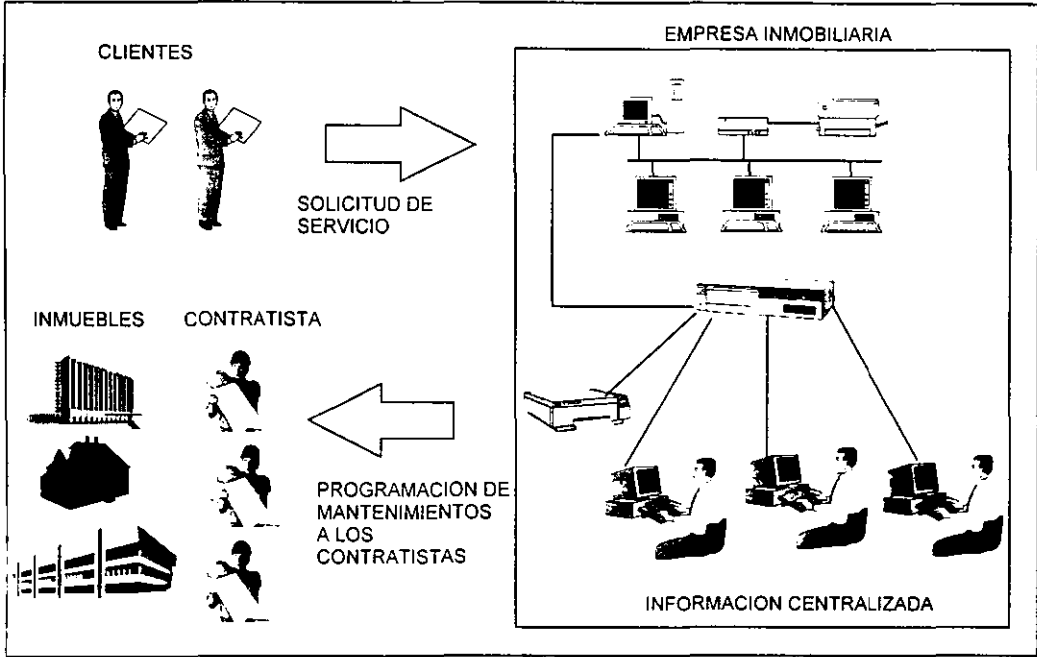 CLIENTES
EMPRESA INMOBILIARIA
SOLICITUD DE
SERVICIO
INMUEBLES
CONTRATISTA
PROGRAMACION DE
MANTENIMIENTOS
A LOS
CONTRATISTAS
INFORMACION CENTRALIZADA